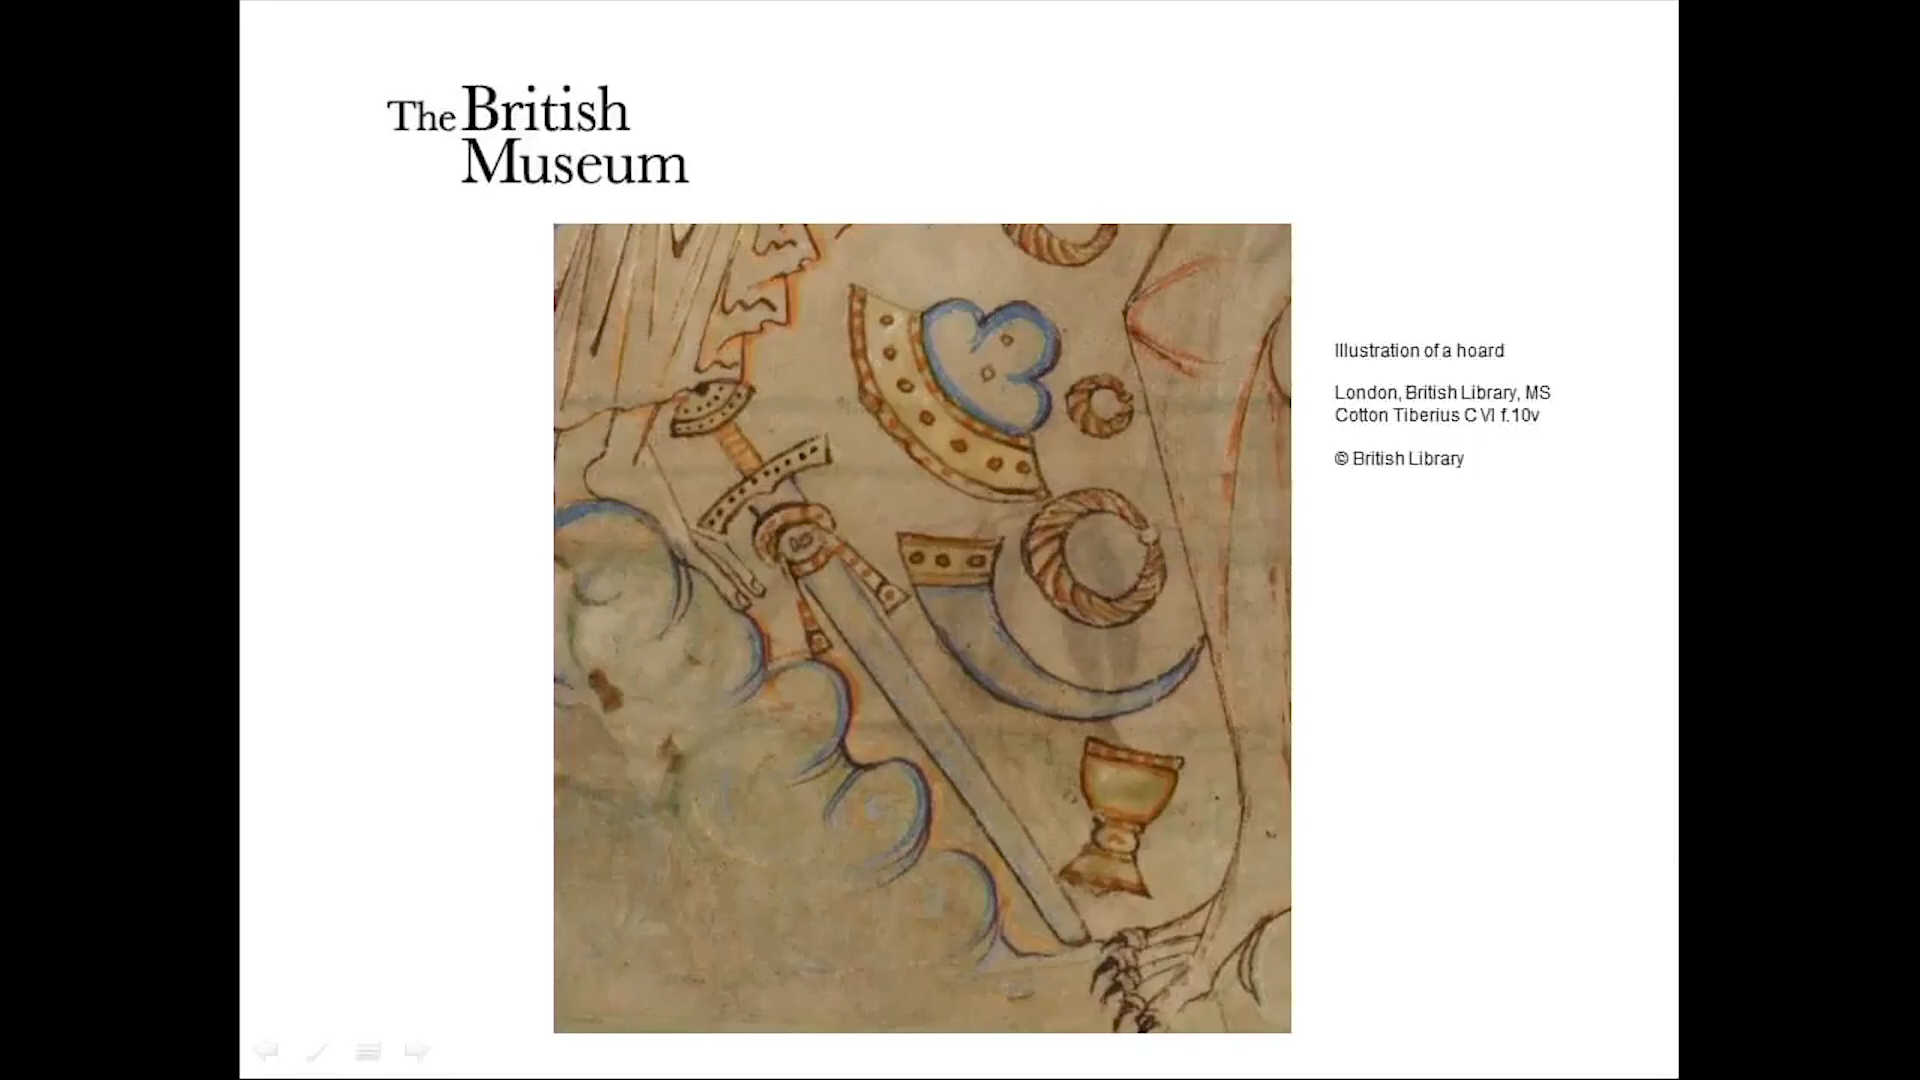 The British
Museum
Illustration of a hoard
London, British Library, MS
Cotton Tiberius C VI f.10v
© British Library